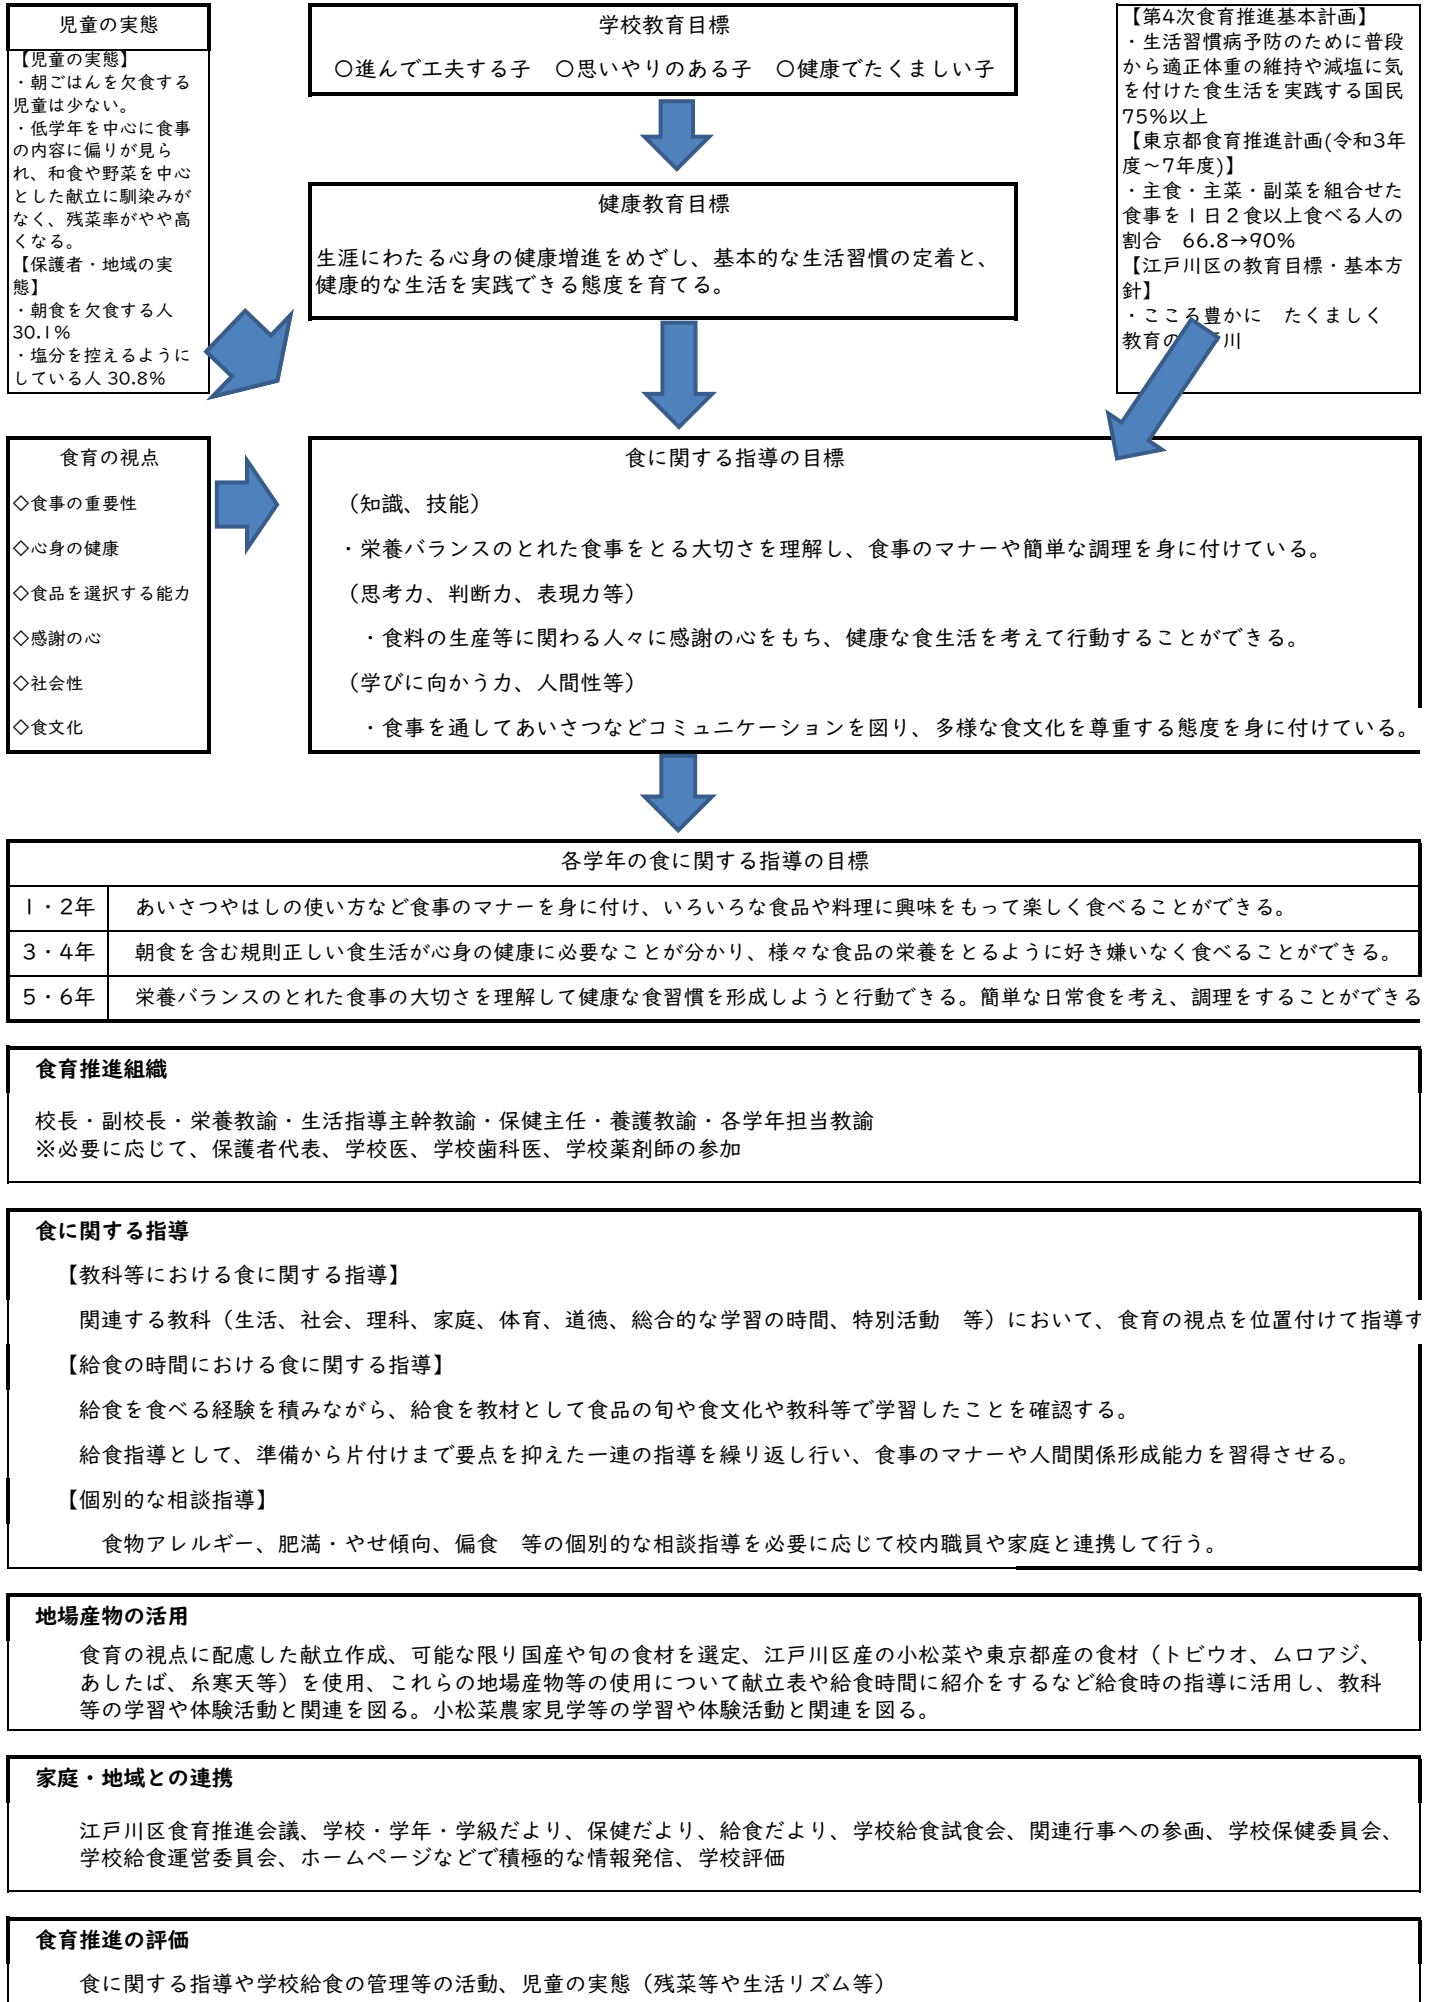 児童の実態
【児童の実態】
・朝ごはんを欠食する
児童は少ない。
・低学年を中心に食事
の内容に偏りが見ら
れ、和食や野菜を中心
とした献立に馴染みが
なく、残菜率がやや高
くなる。
【保護者・地域の実
態】
・朝食を欠食する人
30.1%
・塩分を控えるように
している人 30.8%
学校教育目標
○進んで工夫する子　○思いやりのある子　○健康でたくましい子
健康教育目標
生涯にわたる心身の健康増進をめざし、基本的な生活習慣の定着と、
健康的な生活を実践できる態度を育てる。
【第4次食育推進基本計画】
・生活習慣病予防のために普段
から適正体重の維持や減塩に気
を付けた食生活を実践する国民
75%以上
【東京都食育推進計画(令和3年
度～7年度)】
・主食・主菜・副菜を組合せた
食事を1日2食以上食べる人の
割合　66.8→90%
【江戸川区の教育目標・基本方
針】
・こころ豊かに　たくましく
教育の 川
食育の視点
◇食事の重要性
◇心身の健康
◇食品を選択する能力
◇感謝の心
◇社会性
◇食文化
食に関する指導の目標
（知識、技能）
・栄養バランスのとれた食事をとる大切さを理解し、食事のマナーや簡単な調理を身に付けている。
（思考力、判断力、表現力等）
・食料の生産等に関わる人々に感謝の心をもち、健康な食生活を考えて行動することができる。
（学びに向かう力、人間性等）
・食事を通してあいさつなどコミュニケーションを図り、多様な食文化を尊重する態度を身に付けている。
各学年の食に関する指導の目標
1・2年　あいさつやはしの使い方など食事のマナーを身に付け、いろいろな食品や料理に興味をもって楽しく食べることができる。
3・4年　朝食を含む規則正しい食生活が心身の健康に必要なことが分かり、様々な食品の栄養をとるように好き嫌いなく食べることができる。
5・6年　栄養バランスのとれた食事の大切さを理解して健康な食習慣を形成しようと行動できる。簡単な日常食を考え、調理をすることができる
食育推進組織
校長・副校長・栄養教諭・生活指導主幹教諭・保健主任・養護教諭・各学年担当教諭
※必要に応じて、保護者代表、学校医、学校歯科医、学校薬剤師の参加
食に関する指導
【教科等における食に関する指導】
関連する教科（生活、社会、理科、家庭、体育、道徳、総合的な学習の時間、特別活動　等）において、食育の視点を位置付けて指導す
【給食の時間における食に関する指導】
給食を食べる経験を積みながら、給食を教材として食品の旬や食文化や教科等で学習したことを確認する。
給食指導として、準備から片付けまで要点を抑えた一連の指導を繰り返し行い、食事のマナーや人間関係形成能力を習得させる。
【個別的な相談指導】
食物アレルギー、肥満・やせ傾向、偏食　等の個別的な相談指導を必要に応じて校内職員や家庭と連携して行う。
地場産物の活用
食育の視点に配慮した献立作成、可能な限り国産や旬の食材を選定、江戸川区産の小松菜や東京都産の食材（トビウオ、ムロアジ、
あしたば、糸寒天等）を使用、これらの地場産物等の使用について献立表や給食時間に紹介をするなど給食時の指導に活用し、教科
等の学習や体験活動と関連を図る。小松菜農家見学等の学習や体験活動と関連を図る。
家庭・地域との連携
江戸川区食育推進会議、学校・学年・学級だより、保健だより、給食だより、学校給食試食会、関連行事への参画、学校保健委員会、
学校給食運営委員会、ホームページなどで積極的な情報発信、学校評価
食育推進の評価
食に関する指導や学校給食の管理等の活動、児童の実態（残菜等や生活リズム等）